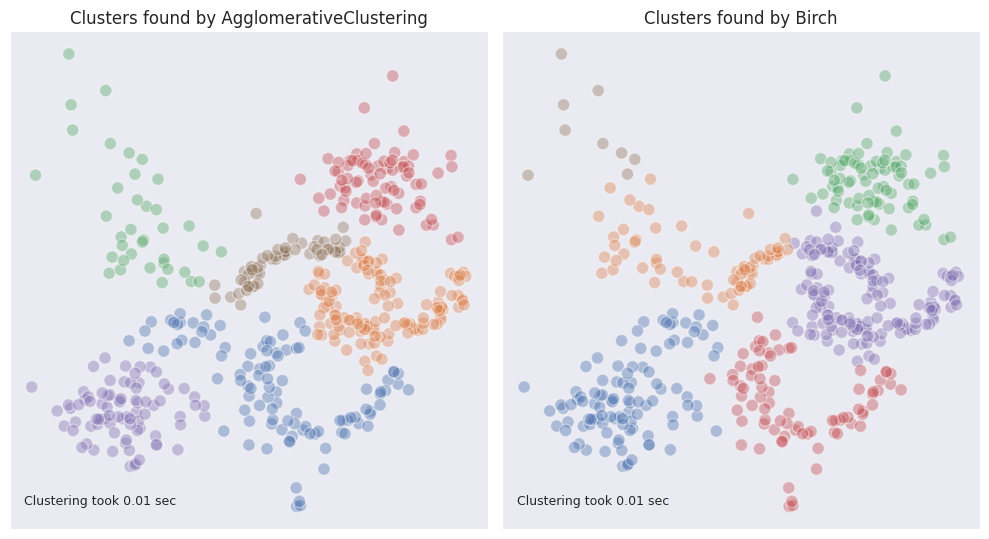 Clusters found by AgglomerativeClustering
Clusters found by Birch
Clustering took 0.01 sec
Clustering took 0.01 sec